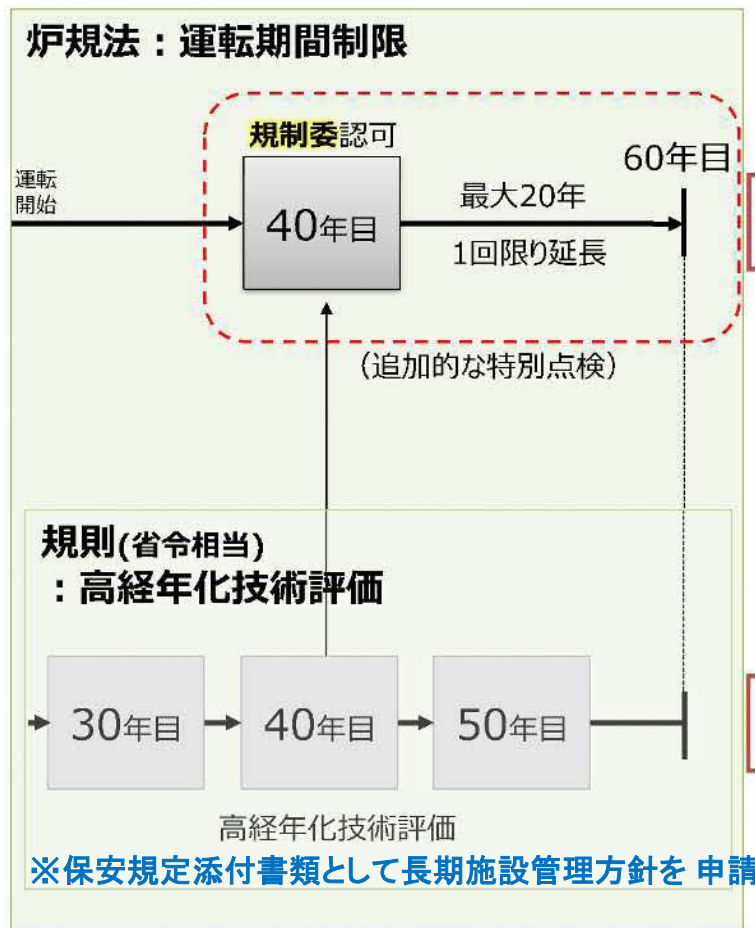 炉規法：運転期間制限
規制委認可
60年目
運転
開始
40年目
最大20年
1回限り延長
（追加的な特別点検）
規則(省令相当)
：高経年化技術評価
30年目
40年目
50年目
高経年化技術評価
※保安規定添付書類として長期施設管理方針を 申請